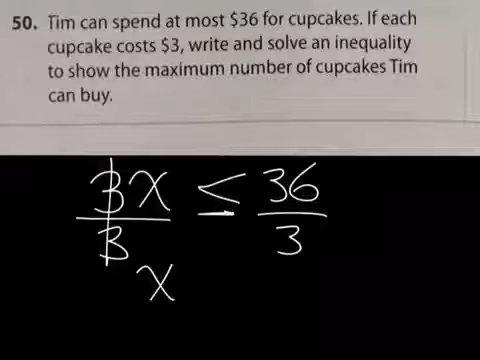 50. Tim can spend at most $36 for cupcakes. If each
cupcake costs $3, write and solve an inequality
to show the maximum number of cupcakes Tim
can buy.
3x ≤ 36
3 3
x